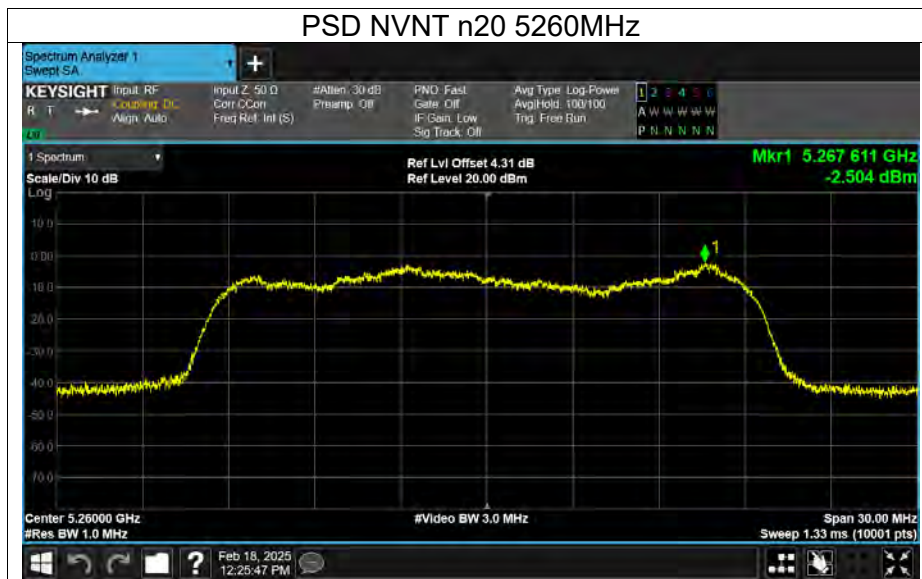 PSD NVNT n20 5260MHz
Spectrum Analyzer 1
Swept SA
+
KEYSIGHT
R T
Input: RF
Coupling: DC
Align: Auto
Input Z: 50 Ω
Corr CCorr
Freq Ref: Int (S)
#Atten: 30 dB
Preamp: Off
PNO: Fast
Gate: Off
IF Gain: Low
Sig Track: Off
Avg Type: Log-Power
Avg|Hold: 100/100
Trig: Free Run
1 2 3 4 5 6
A W W W W W
P N N N N N
1 Spectrum
Scale/Div 10 dB
Log
Ref Lvl Offset 4.31 dB
Ref Level 20.00 dBm
Mkr1 5.267 611 GHz
-2.504 dBm
10.0
0.00
-10.0
-20.0
-30.0
-40.0
-50.0
-60.0
-70.0
1
Center 5.26000 GHz
#Res BW 1.0 MHz
#Video BW 3.0 MHz
Span 30.00 MHz
Sweep 1.33 ms (10001 pts)
?
Feb 18, 2025
12:25:47 PM